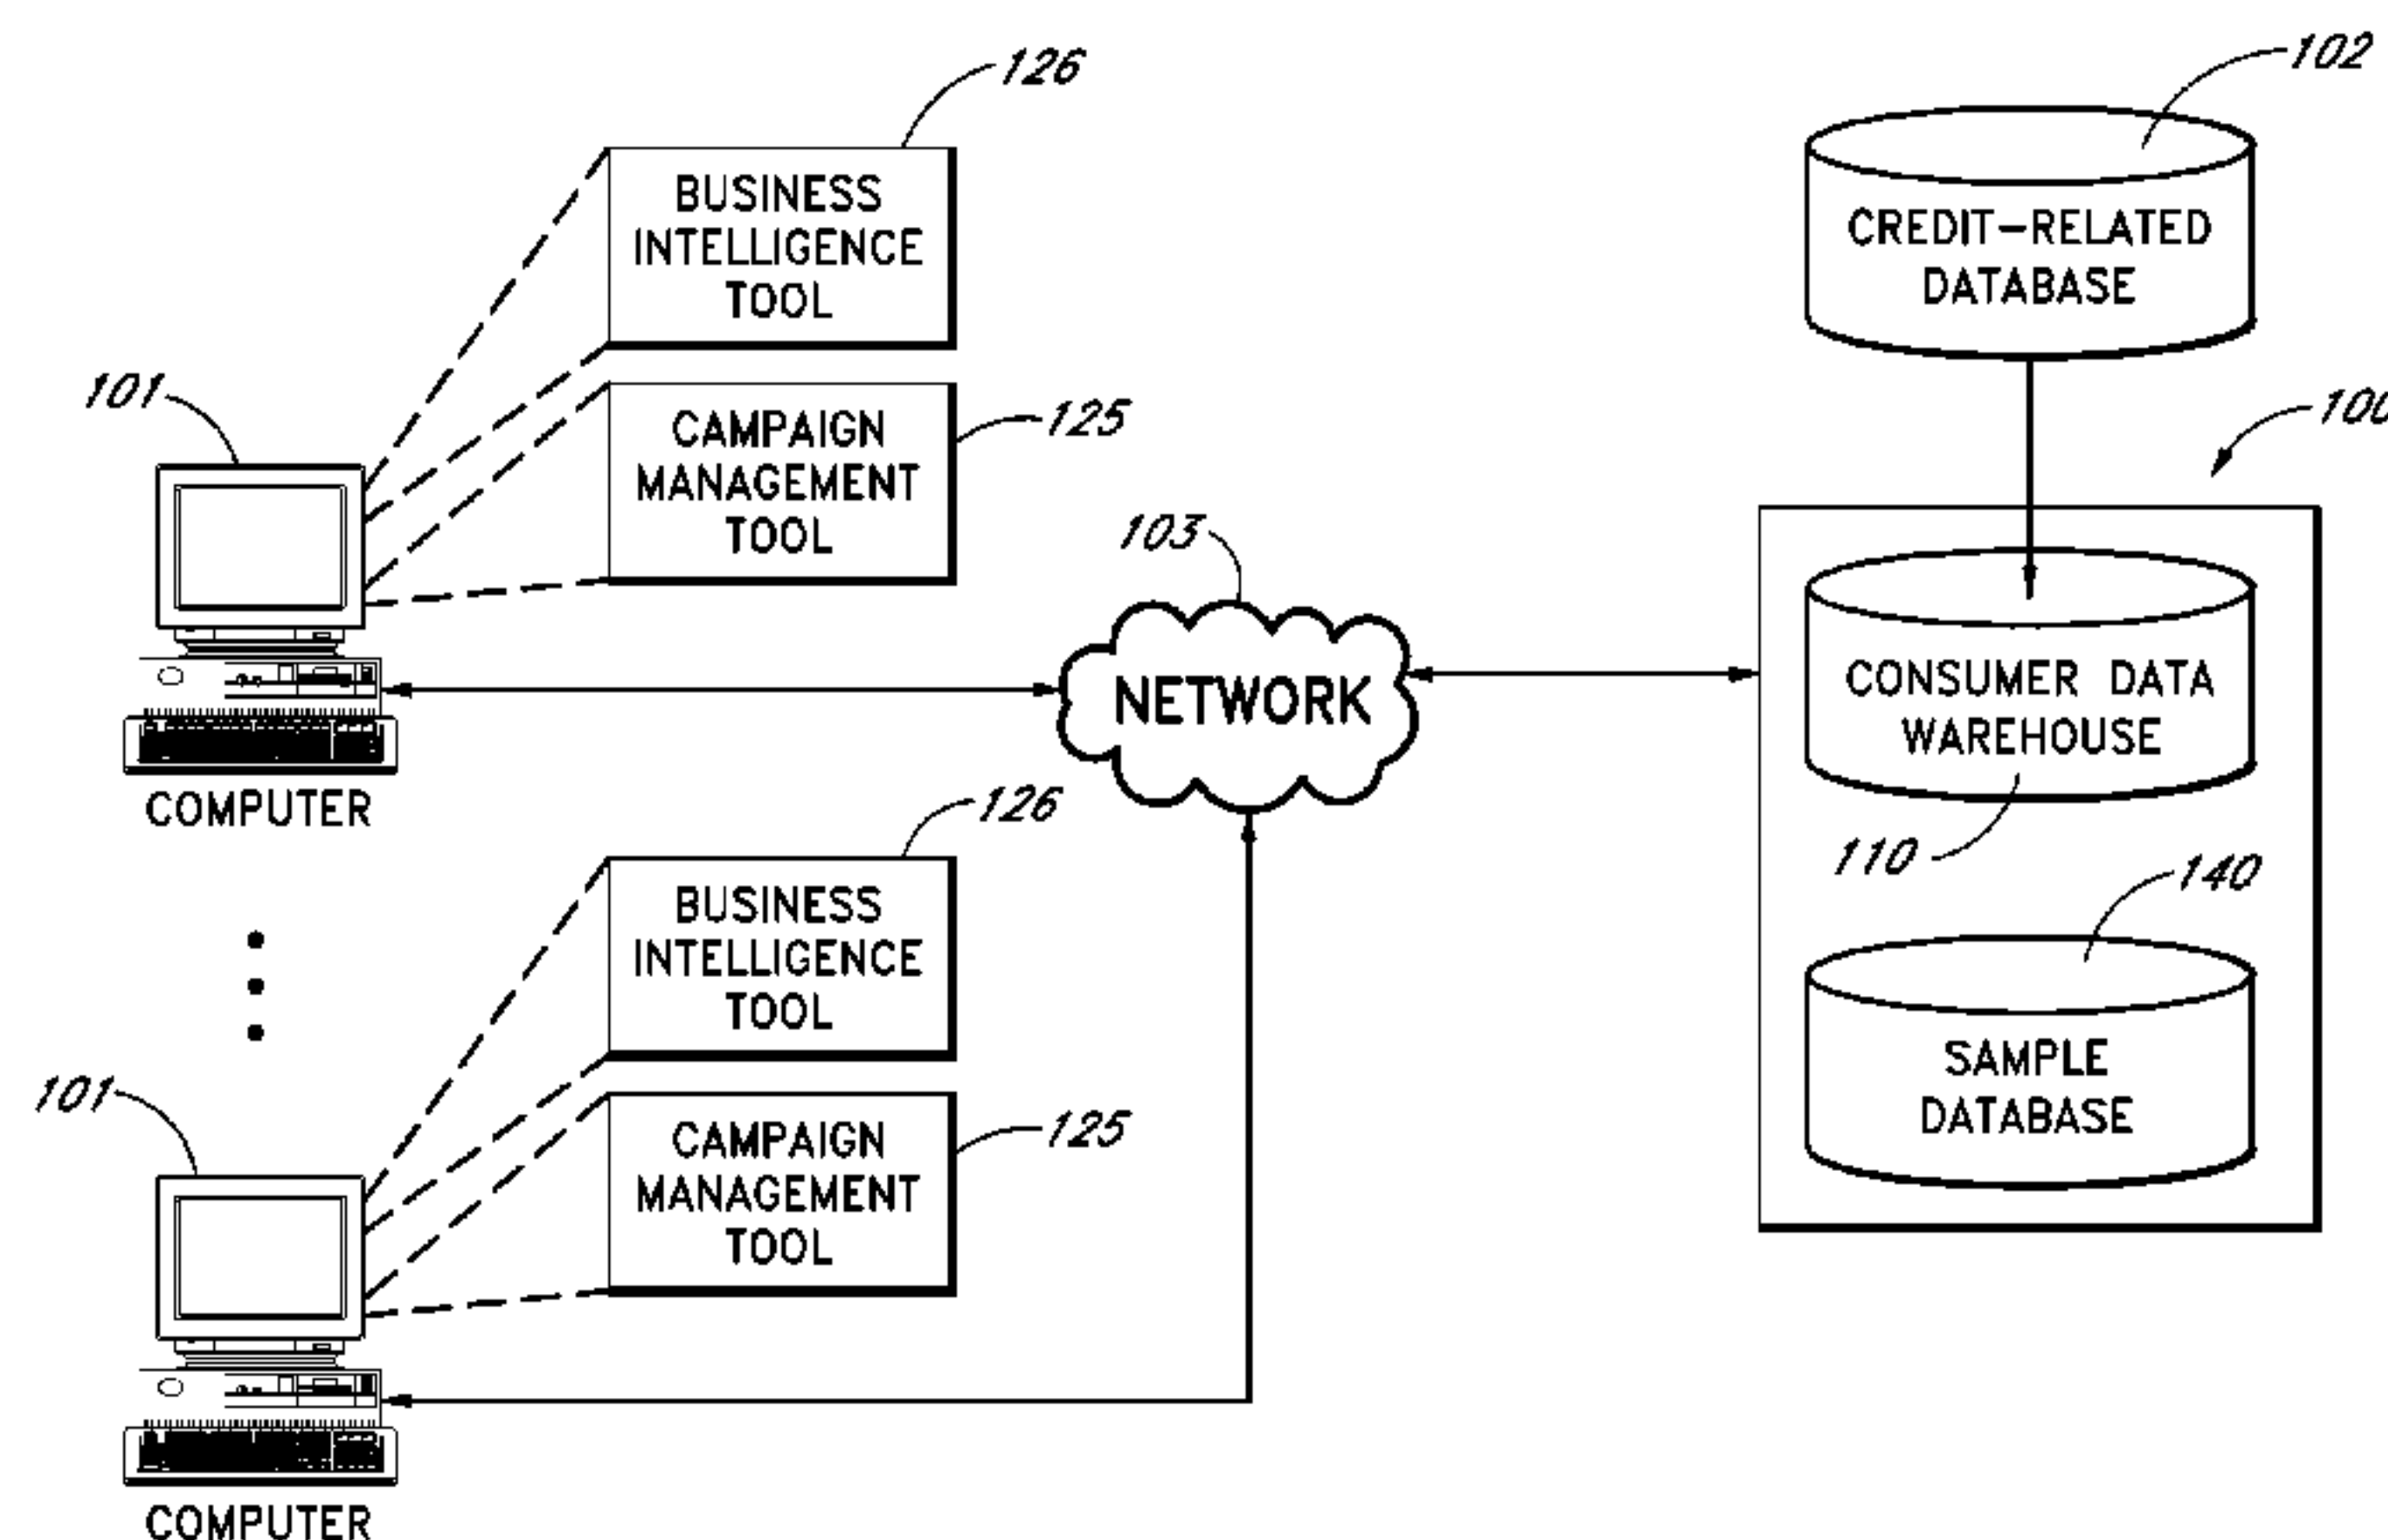 126
BUSINESS
INTELLIGENCE
TOOL
101
CAMPAIGN
MANAGEMENT
TOOL
125
COMPUTER
103
NETWORK
102
CREDIT-RELATED
DATABASE
100
CONSUMER DATA
WAREHOUSE
110
140
SAMPLE
DATABASE
126
BUSINESS
INTELLIGENCE
TOOL
101
CAMPAIGN
MANAGEMENT
TOOL
125
COMPUTER